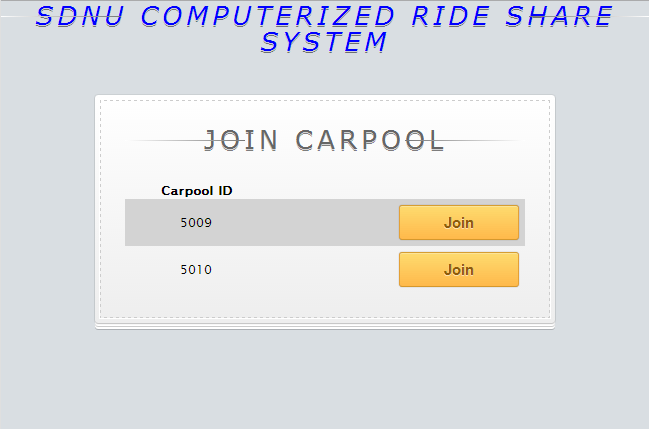 SDNU COMPUTERIZED RIDE SHARE
SYSTEM
JOIN CARPOOL
Carpool ID
5009 Join
5010 Join